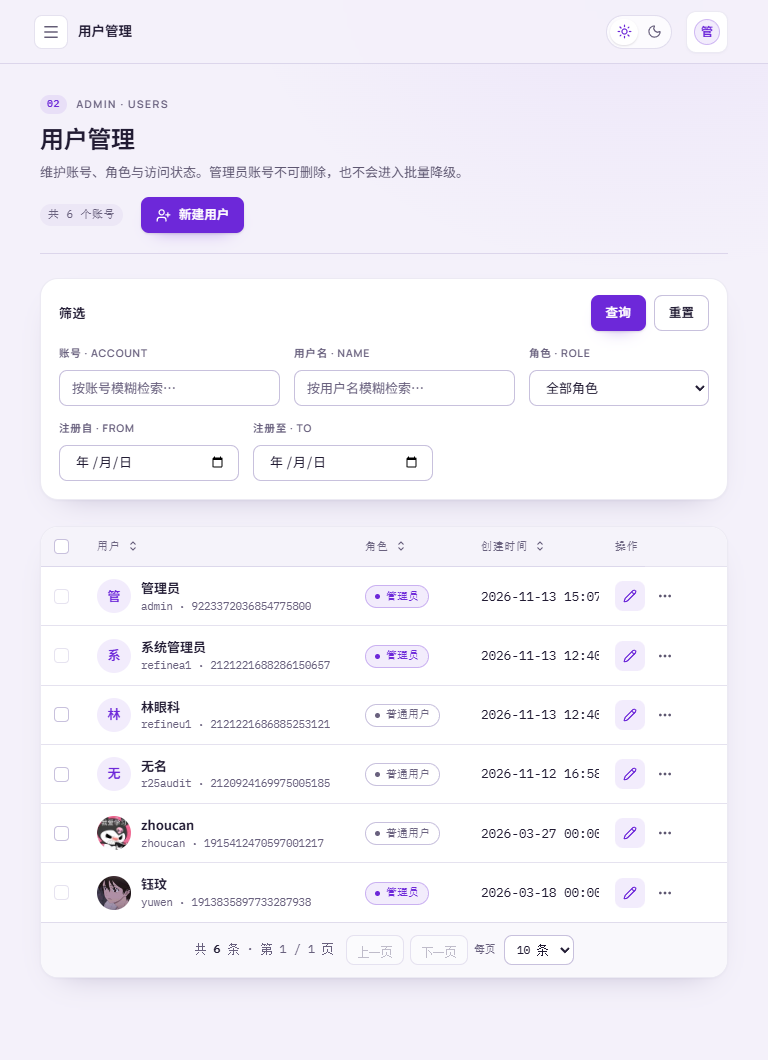 用户管理
管
02 ADMIN · USERS
用户管理
维护账号、角色与访问状态。管理员账号不可删除，也不会进入批量降级。
共 6 个账号
新建用户
筛选
查询
重置
账号 · ACCOUNT
用户名 · NAME
角色 · ROLE
按账号模糊检索…
按用户名模糊检索…
全部角色
注册自 · FROM
注册至 · TO
年 /月/日
年 /月/日
用户
角色
创建时间
操作
管
管理员
admin · 9223372036854775800
管理员
2026-11-13 15:07
系
系统管理员
refinea1 · 2121221688286150657
管理员
2026-11-13 12:40
林
林眼科
refineu1 · 2121221686885253121
普通用户
2026-11-13 12:40
无
无名
r25audit · 2120924169975005185
普通用户
2026-11-12 16:58
zhoucan
zhoucan · 1915412470597001217
普通用户
2026-03-27 00:00
钰玟
yuwen · 1913835897733287938
管理员
2026-03-18 00:00
共 6 条 · 第 1 / 1 页
上一页
下一页
每页
10 条